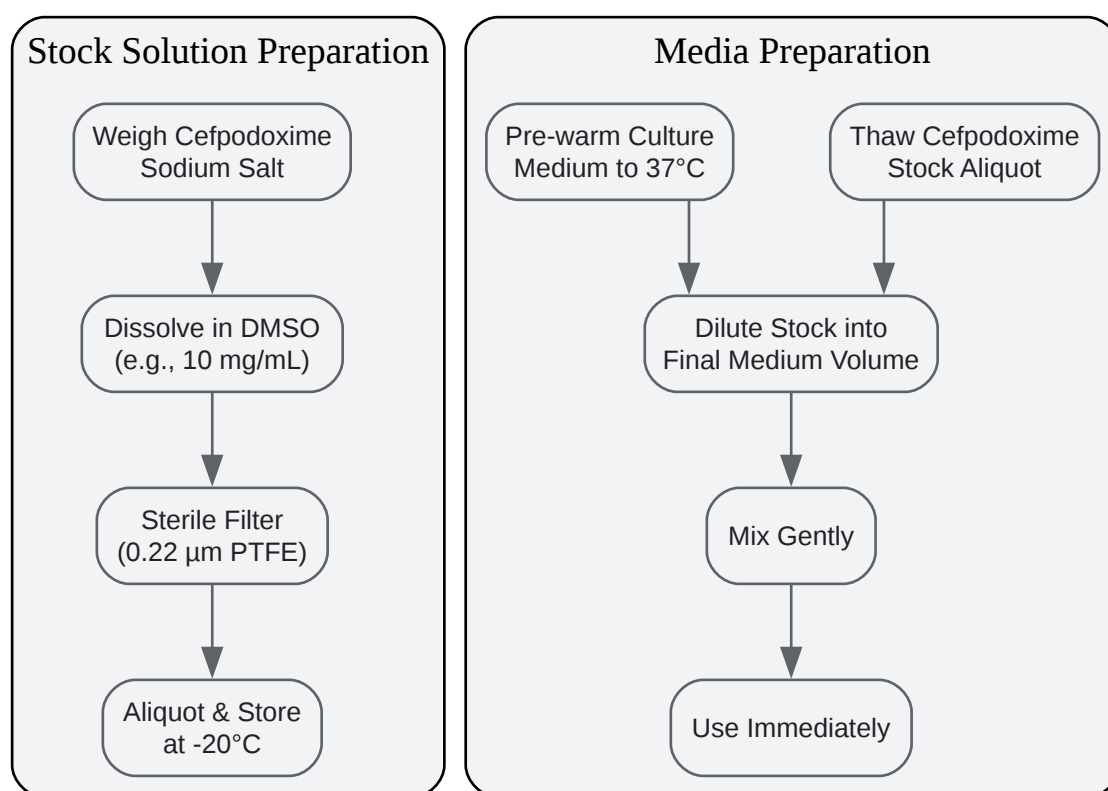 Stock Solution Preparation
Weigh Cefpodoxime
Sodium Salt
Dissolve in DMSO
(e.g., 10 mg/mL)
Sterile Filter
(0.22 µm PTFE)
Aliquot & Store
at -20°C
Media Preparation
Pre-warm Culture
Medium to 37°C
Thaw Cefpodoxime
Stock Aliquot
Dilute Stock into
Final Medium Volume
Mix Gently
Use Immediately